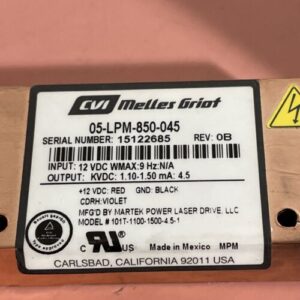 CVI Melles Griot
05-LPM-850-045
SERIAL NUMBER: 15122685 REV: 0B
INPUT: 12 VDC WMAX:9 Hz:N/A
OUTPUT: KVDC: 1.10-1.50 mA: 4.5
+12 VDC: RED GND: BLACK
CDRH:VIOLET
MFG'D BY MARTEK POWER LASER DRIVE, LLC
MODEL # 101T-1100-1500-4.5-1
C US Made in Mexico MPM
CARLSBAD, CALIFORNIA 92011 USA